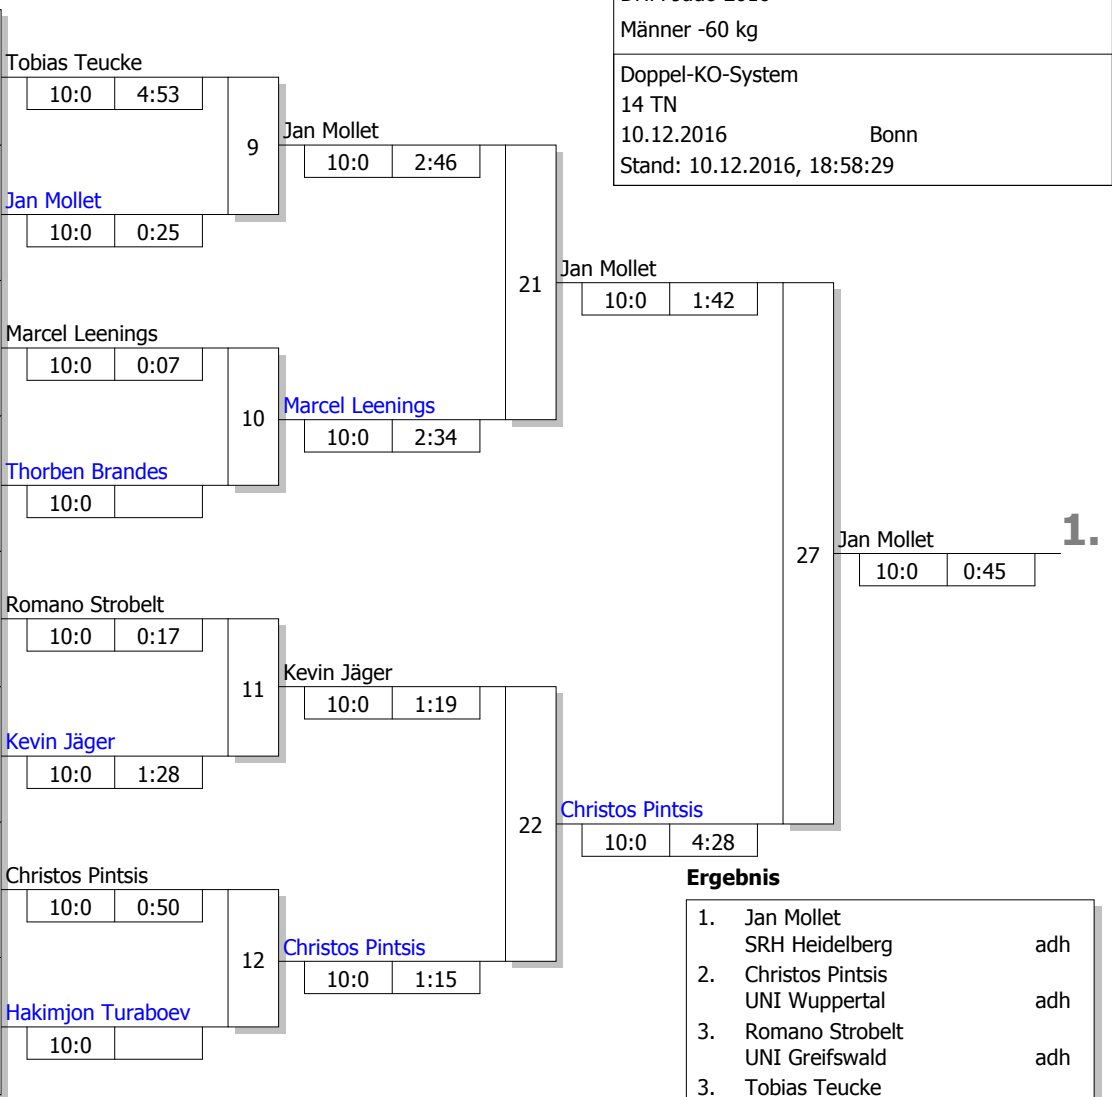 Männer -60 kg
Doppel-KO-System
14 TN
10.12.2016 Bonn
Stand: 10.12.2016, 18:58:29
Tobias Teucke
10:0 4:53
9
Jan Mollet
10:0 2:46
Jan Mollet
10:0 0:25
21
Jan Mollet
10:0 1:42
Marcel Leenings
10:0 0:07
10
Marcel Leenings
10:0 2:34
Thorben Brandes
10:0
27
Jan Mollet
10:0 0:45
1.
Romano Strobelt
10:0 0:17
11
Kevin Jäger
10:0 1:19
Kevin Jäger
10:0 1:28
22
Christos Pintsis
10:0 4:28
Christos Pintsis
10:0 0:50
12
Christos Pintsis
10:0 1:15
Hakimjon Turaboev
10:0
Ergebnis
1. Jan Mollet
SRH Heidelberg adh
2. Christos Pintsis
UNI Wuppertal adh
3. Romano Strobelt
UNI Greifswald adh
3. Tobias Teucke